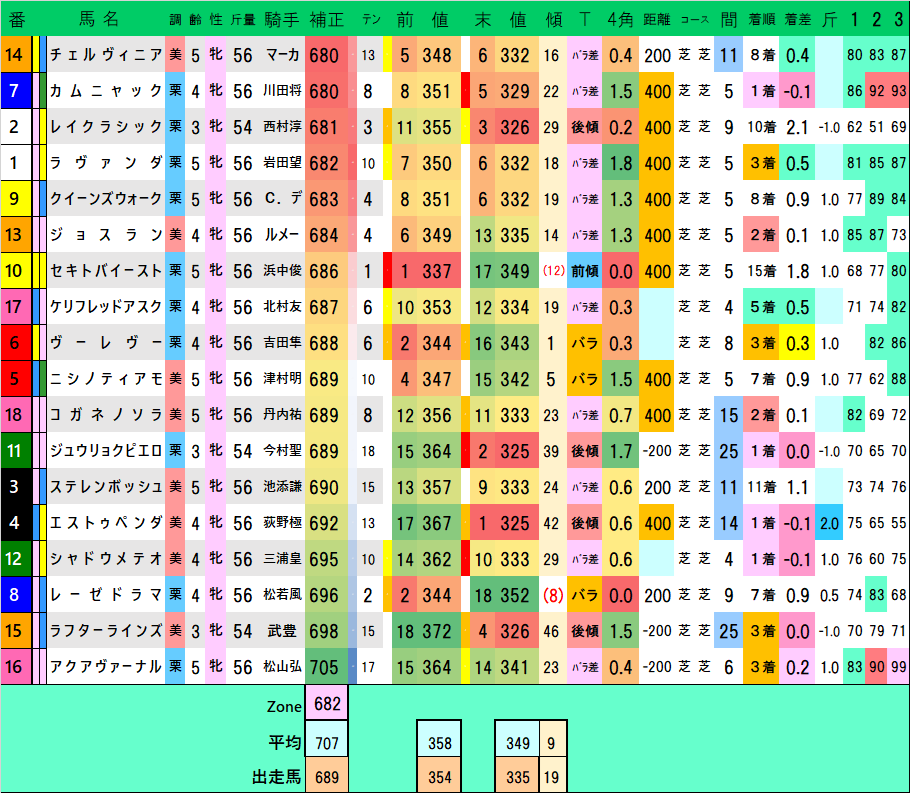 番 馬 名 調 齢 性 斤量 騎手 補正 テン 前 値 末 値 傾 T 4角 距離 コース 間 着順 着差 斤 1 2 3
14 チェルヴィニア 美 5 牝 56 マーカ 680 13 5 348 6 332 16 バラ差 0.4 200 芝 芝 11 8着 0.4 80 83 87
7 カムニャック 栗 4 牝 56 川田将 680 8 8 351 5 329 22 バラ差 1.5 400 芝 芝 5 1着 -0.1 86 92 93
2 レイクラシック 栗 3 牝 54 西村淳 681 3 11 355 3 326 29 後傾 0.2 400 芝 芝 9 10着 2.1 -1.0 62 51 69
1 ラヴァンダ 栗 5 牝 56 岩田望 682 10 7 350 6 332 18 バラ差 1.8 400 芝 芝 5 3着 0.5 81 85 87
9 クイーンズウォーク 栗 5 牝 56 C．デ 683 4 8 351 6 332 19 バラ差 1.3 400 芝 芝 5 8着 0.9 1.0 77 89 84
13 ジョスラン 美 4 牝 56 ルメー 684 4 6 349 13 335 14 バラ差 1.3 400 芝 芝 5 2着 0.1 1.0 85 87 73
10 セキトバイースト 栗 5 牝 56 浜中俊 686 1 1 337 17 349 (12) 前傾 0.0 400 芝 芝 5 15着 1.8 1.0 68 77 80
17 ケリフレッドアスク 栗 4 牝 56 北村友 687 6 10 353 12 334 19 バラ差 0.3 芝 芝 4 5着 0.5 71 74 82
6 ヴーレヴー 栗 4 牝 56 吉田隼 688 6 2 344 16 343 1 バラ 0.3 芝 芝 8 3着 0.3 1.0 82 86
5 ニシノティアモ 美 5 牝 56 津村明 689 10 4 347 15 342 5 バラ 1.5 400 芝 芝 5 7着 0.9 1.0 77 62 88
18 コガネノソラ 美 5 牝 56 丹内祐 689 8 12 356 11 333 23 バラ差 0.7 400 芝 芝 15 2着 0.1 82 69 72
11 ジュウリョクピエロ 栗 3 牝 54 今村聖 689 18 15 364 2 325 39 後傾 1.7 -200 芝 芝 25 1着 0.0 -1.0 70 65 70
3 ステレンボッシュ 美 5 牝 56 池添謙 690 15 13 357 9 333 24 バラ差 0.6 200 芝 芝 11 11着 1.1 73 74 76
4 エストゥペンダ 美 4 牝 56 荻野極 692 13 17 367 1 325 42 後傾 0.6 400 芝 芝 14 1着 -0.1 2.0 75 65 55
12 シャドウメテオ 美 4 牝 56 三浦皇 695 10 14 362 10 333 29 バラ差 0.6 芝 芝 4 1着 -0.1 1.0 76 60 75
8 レーゼドラマ 栗 4 牝 56 松若風 696 2 2 344 18 352 (8) バラ 0.0 200 芝 芝 9 7着 0.9 0.5 74 83 68
15 ラフターラインズ 美 3 牝 54 武豊 698 15 18 372 4 326 46 後傾 1.5 -200 芝 芝 25 3着 0.0 -1.0 70 79 71
16 アクアヴァーナル 栗 5 牝 56 松山弘 705 17 15 364 14 341 23 バラ差 0.4 -200 芝 芝 6 3着 0.2 1.0 83 90 99
Zone 682
平均 707 358 349 9
出走馬 689 354 335 19